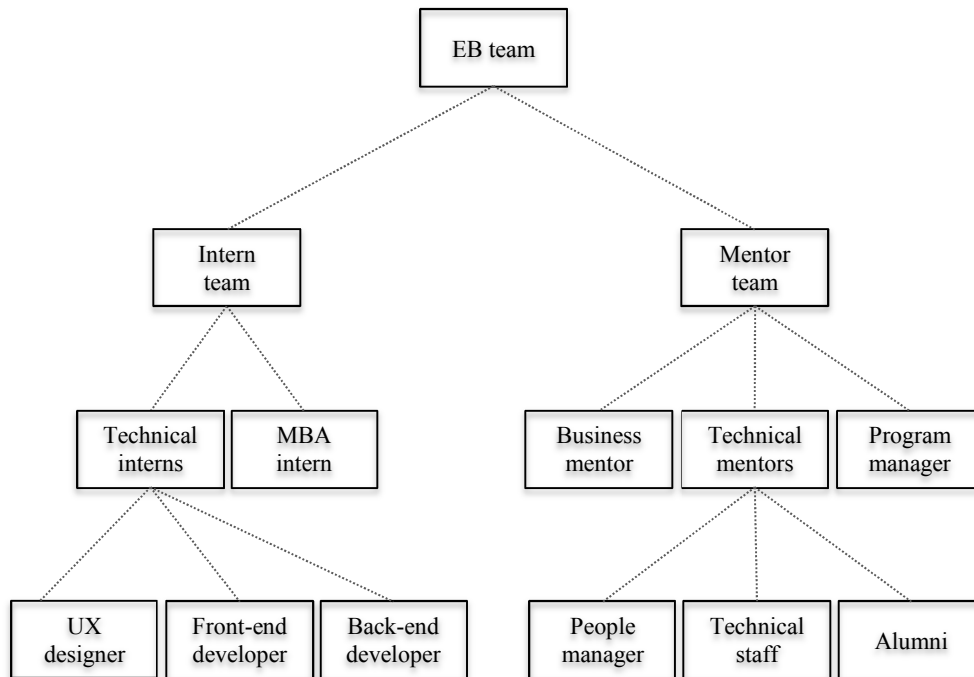 EB team
Intern
team
Mentor
team
Technical
interns
MBA
intern
Business
mentor
Technical
mentors
Program
manager
UX
designer
Front-end
developer
Back-end
developer
People
manager
Technical
staff
Alumni